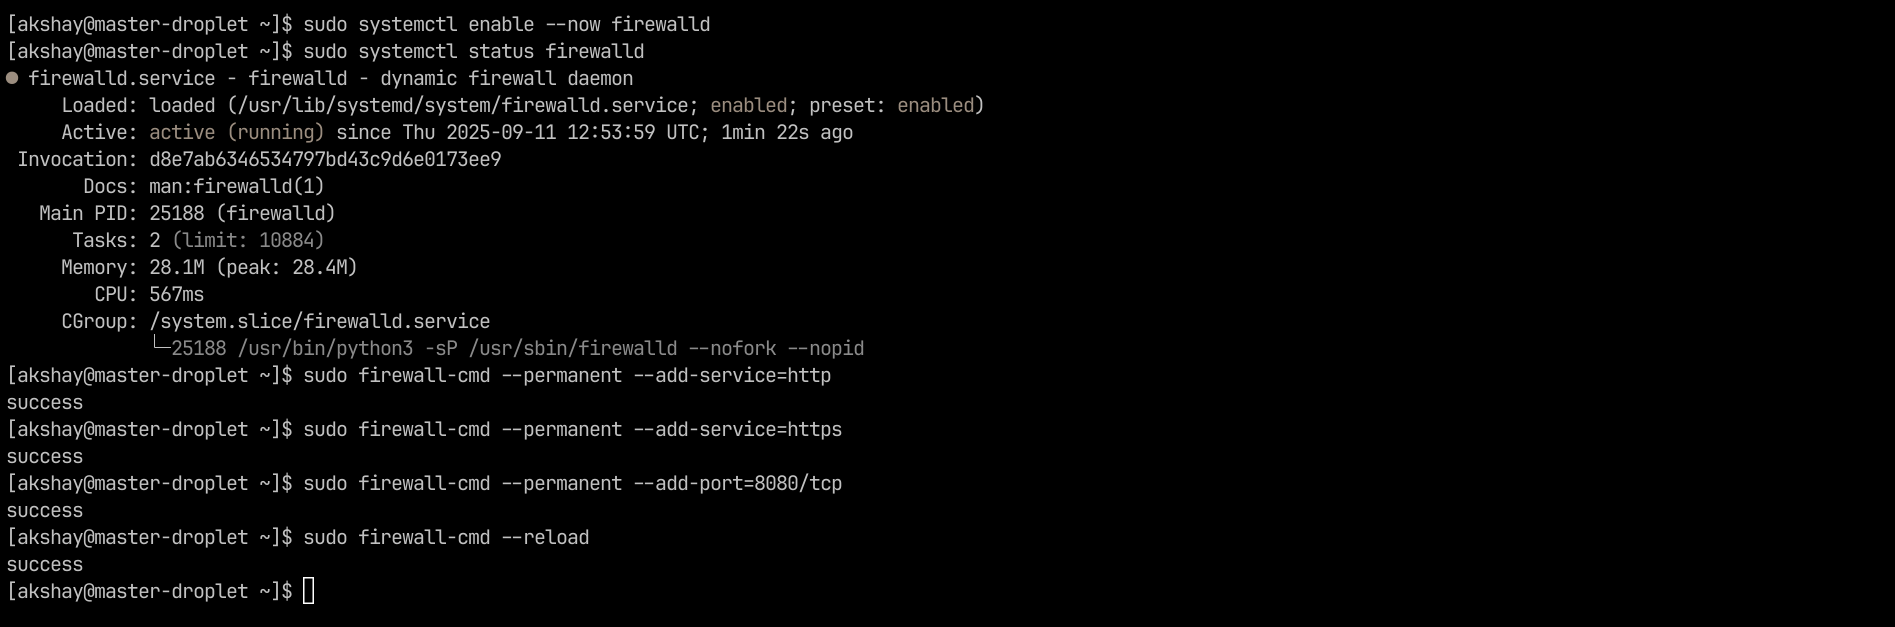 [akshay@master-droplet ~]$ sudo systemctl enable --now firewalld
[akshay@master-droplet ~]$ sudo systemctl status firewalld
● firewalld.service - firewalld - dynamic firewall daemon
     Loaded: loaded (/usr/lib/systemd/system/firewalld.service; enabled; preset: enabled)
     Active: active (running) since Thu 2025-09-11 12:53:59 UTC; 1min 22s ago
 Invocation: d8e7ab6346534797bd43c9d6e0173ee9
       Docs: man:firewalld(1)
   Main PID: 25188 (firewalld)
      Tasks: 2 (limit: 10884)
     Memory: 28.1M (peak: 28.4M)
        CPU: 567ms
     CGroup: /system.slice/firewalld.service
             └─25188 /usr/bin/python3 -sP /usr/sbin/firewalld --nofork --nopid
[akshay@master-droplet ~]$ sudo firewall-cmd --permanent --add-service=http
success
[akshay@master-droplet ~]$ sudo firewall-cmd --permanent --add-service=https
success
[akshay@master-droplet ~]$ sudo firewall-cmd --permanent --add-port=8080/tcp
success
[akshay@master-droplet ~]$ sudo firewall-cmd --reload
success
[akshay@master-droplet ~]$